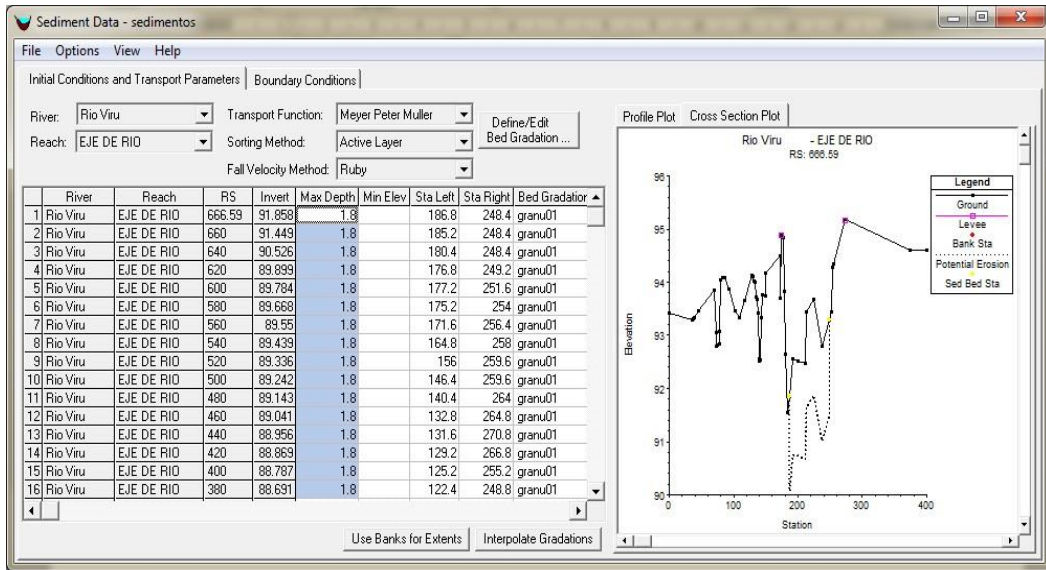 Sediment Data - sedimentos
File Options View Help
Initial Conditions and Transport Parameters Boundary Conditions
River: Rio Viru Transport Function: Meyer Peter Muller Define/Edit Bed Gradation ...
Reach: EJE DE RIO Sorting Method: Active Layer
Fall Velocity Method: Ruby
River Reach RS Invert Max Depth Min Elev Sta Left Sta Right Bed Gradation
1 Rio Viru EJE DE RIO 666.59 91.858 1.8 186.8 248.4 granu01
2 Rio Viru EJE DE RIO 660 91.449 1.8 185.2 248.4 granu01
3 Rio Viru EJE DE RIO 640 90.526 1.8 180.4 248.4 granu01
4 Rio Viru EJE DE RIO 620 89.899 1.8 176.8 249.2 granu01
5 Rio Viru EJE DE RIO 600 89.784 1.8 177.2 251.6 granu01
6 Rio Viru EJE DE RIO 580 89.668 1.8 175.2 254 granu01
7 Rio Viru EJE DE RIO 560 89.55 1.8 171.6 256.4 granu01
8 Rio Viru EJE DE RIO 540 89.439 1.8 164.8 258 granu01
9 Rio Viru EJE DE RIO 520 89.336 1.8 156 259.6 granu01
10 Rio Viru EJE DE RIO 500 89.242 1.8 146.4 259.6 granu01
11 Rio Viru EJE DE RIO 480 89.143 1.8 140.4 264 granu01
12 Rio Viru EJE DE RIO 460 89.041 1.8 132.8 264.8 granu01
13 Rio Viru EJE DE RIO 440 88.956 1.8 131.6 270.8 granu01
14 Rio Viru EJE DE RIO 420 88.869 1.8 129.2 266.8 granu01
15 Rio Viru EJE DE RIO 400 88.787 1.8 125.2 255.2 granu01
16 Rio Viru EJE DE RIO 380 88.691 1.8 122.4 248.8 granu01
Use Banks for Extents Interpolate Gradations
Profile Plot Cross Section Plot
Rio Viru - EJE DE RIO
RS: 666.59
Legend
Ground
Levee
Bank Sta
Potential Erosion
Sed Bed Sta
96
95
94
93
92
91
90
Elevation
0 100 200 300 400
Station